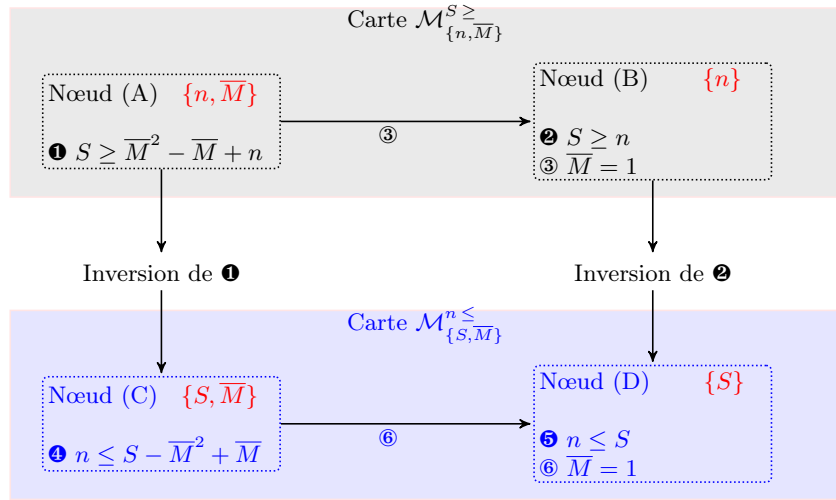 Carte $\mathcal{M}^{S\,\geq}_{\{n,\overline{M}\}}$
Nœud (A) $\{n,\overline{M}\}$
❶ $S \geq \overline{M}^2 - \overline{M} + n$
③
Nœud (B) $\{n\}$
❷ $S \geq n$
③ $\overline{M} = 1$
Inversion de ❶
Inversion de ❷
Carte $\mathcal{M}^{n\,\leq}_{\{S,\overline{M}\}}$
Nœud (C) $\{S,\overline{M}\}$
❹ $n \leq S - \overline{M}^2 + \overline{M}$
⑥
Nœud (D) $\{S\}$
❺ $n \leq S$
⑥ $\overline{M} = 1$